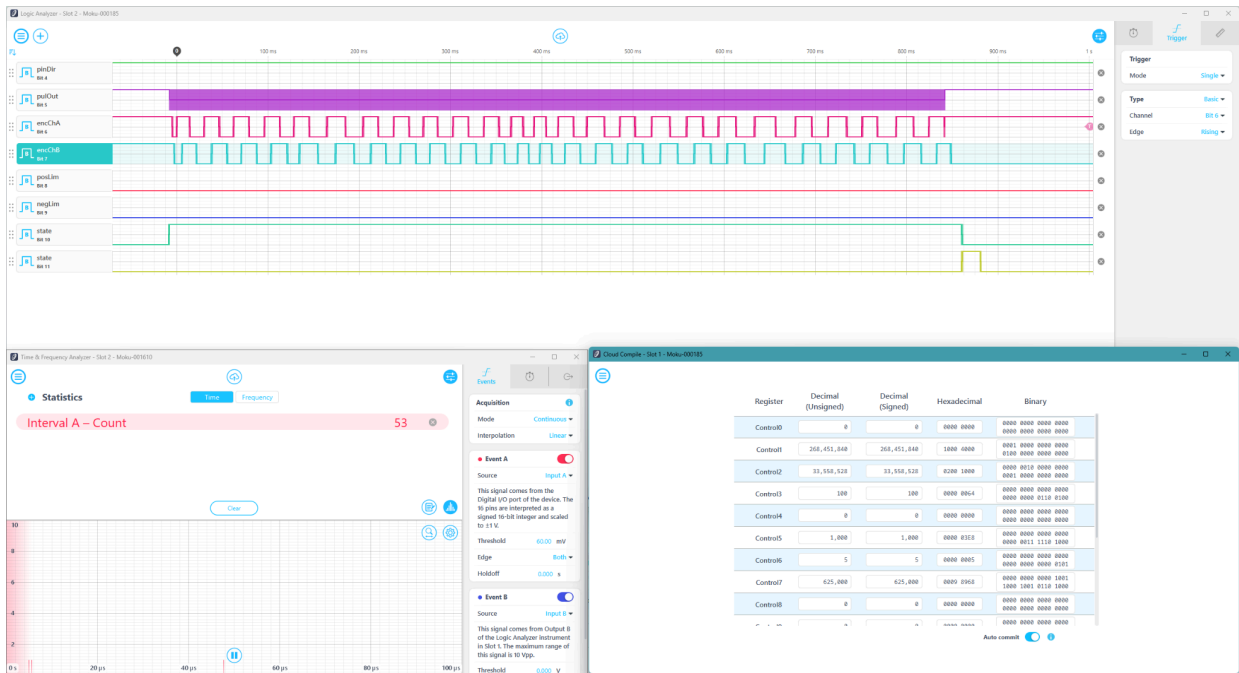 Logic Analyzer - Slot 2 - Moku-000185
0
100 ms
200 ms
300 ms
400 ms
500 ms
600 ms
700 ms
800 ms
900 ms
1 s
pinDir
Bit 4
pulOut
Bit 5
encChA
Bit 6
encChB
Bit 7
posLim
Bit 8
negLim
Bit 9
state
Bit 10
state
Bit 11
Trigger
Trigger
Mode Single
Type Basic
Channel Bit 6
Edge Rising
Time & Frequency Analyzer - Slot 2 - Moku-001610
Statistics
Time Frequency
Interval A – Count 53
Clear
10
8
6
4
2
0 s
20 µs
40 µs
60 µs
80 µs
100 µs
Events
Acquisition
Mode Continuous
Interpolation Linear
Event A
Source Input A
This signal comes from the
Digital I/O port of the device. The
16 pins are interpreted as a
signed 16-bit integer and scaled
to ±1 V.
Threshold 60.00 mV
Edge Both
Holdoff 0.000 s
Event B
Source Input B
This signal comes from Output B
of the Logic Analyzer instrument
in Slot 1. The maximum range of
this signal is 10 Vpp.
Threshold 0.000 V
Cloud Compile - Slot 1 - Moku-000185
Register Decimal (Unsigned) Decimal (Signed) Hexadecimal Binary
Control0 0 0 0000 0000 0000 0000 0000 0000
0000 0000 0000 0000
Control1 268,451,840 268,451,840 1000 4000 0001 0000 0000 0000
0100 0000 0000 0000
Control2 33,558,528 33,558,528 0200 1000 0000 0010 0000 0000
0001 0000 0000 0000
Control3 100 100 0000 0064 0000 0000 0000 0000
0000 0000 0110 0100
Control4 0 0 0000 0000 0000 0000 0000 0000
0000 0000 0000 0000
Control5 1,000 1,000 0000 03E8 0000 0000 0000 0000
0000 0011 1110 1000
Control6 5 5 0000 0005 0000 0000 0000 0000
0000 0000 0000 0101
Control7 625,000 625,000 0009 8968 0000 0000 0000 1001
1000 1001 0110 1000
Control8 0 0 0000 0000 0000 0000 0000 0000
0000 0000 0000 0000
0000 0000 0000 0000
Auto commit